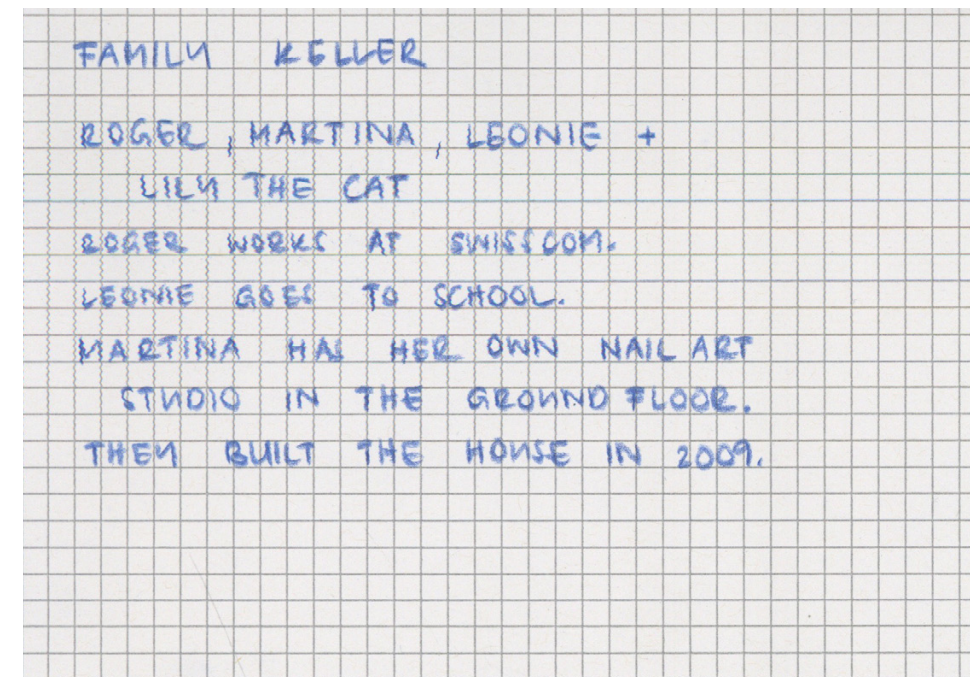 FAMILY KELLER
ROGER, MARTINA, LEONIE +
LILY THE CAT
ROGER WORKS AT SWISSCOM.
LEONIE GOES TO SCHOOL.
MARTINA HAS HER OWN NAIL ART
STUDIO IN THE GROUND FLOOR.
THEY BUILT THE HOUSE IN 2009.